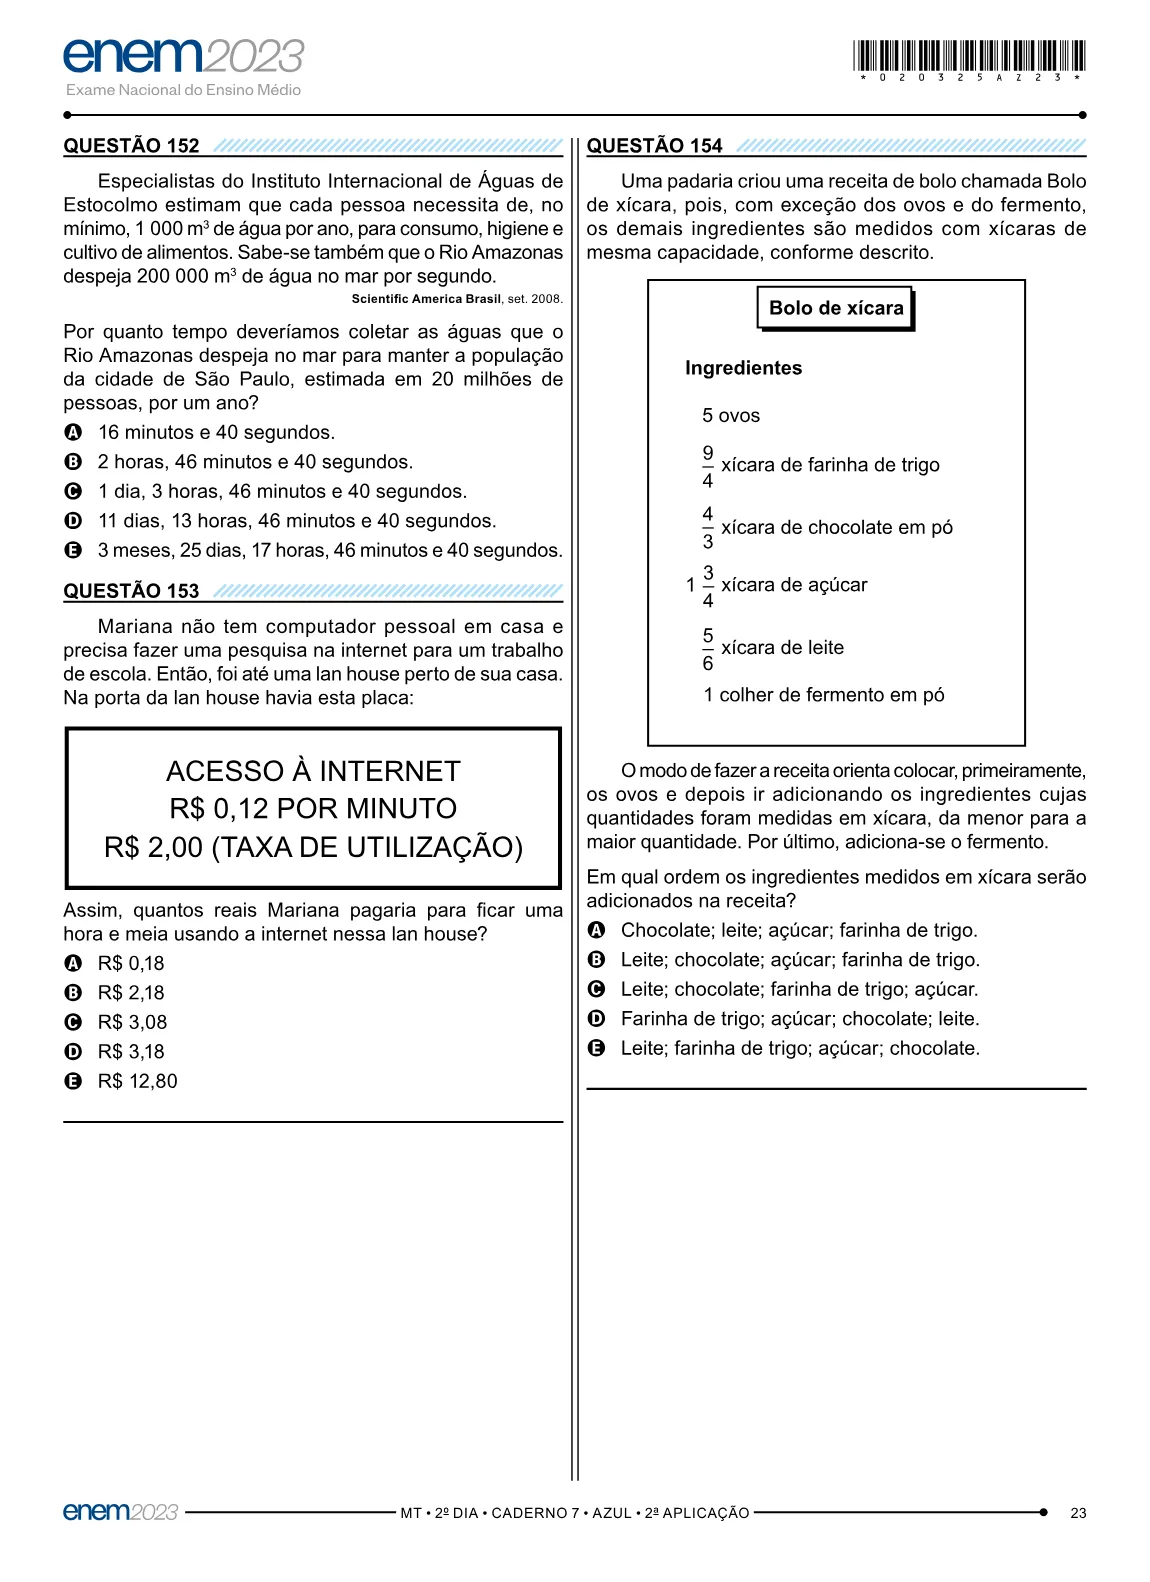 enem2023
Exame Nacional do Ensino Médio
*020325AZ23*
QUESTÃO 152
Especialistas do Instituto Internacional de Águas de
Estocolmo estimam que cada pessoa necessita de, no
mínimo, 1 000 m³ de água por ano, para consumo, higiene e
cultivo de alimentos. Sabe-se também que o Rio Amazonas
despeja 200 000 m³ de água no mar por segundo.
Scientific America Brasil, set. 2008.
Por quanto tempo deveríamos coletar as águas que o
Rio Amazonas despeja no mar para manter a população
da cidade de São Paulo, estimada em 20 milhões de
pessoas, por um ano?
A 16 minutos e 40 segundos.
B 2 horas, 46 minutos e 40 segundos.
C 1 dia, 3 horas, 46 minutos e 40 segundos.
D 11 dias, 13 horas, 46 minutos e 40 segundos.
E 3 meses, 25 dias, 17 horas, 46 minutos e 40 segundos.
QUESTÃO 153
Mariana não tem computador pessoal em casa e
precisa fazer uma pesquisa na internet para um trabalho
de escola. Então, foi até uma lan house perto de sua casa.
Na porta da lan house havia esta placa:
ACESSO À INTERNET
R$ 0,12 POR MINUTO
R$ 2,00 (TAXA DE UTILIZAÇÃO)
Assim, quantos reais Mariana pagaria para ficar uma
hora e meia usando a internet nessa lan house?
A R$ 0,18
B R$ 2,18
C R$ 3,08
D R$ 3,18
E R$ 12,80
QUESTÃO 154
Uma padaria criou uma receita de bolo chamada Bolo
de xícara, pois, com exceção dos ovos e do fermento,
os demais ingredientes são medidos com xícaras de
mesma capacidade, conforme descrito.
Bolo de xícara
Ingredientes
5 ovos
9/4 xícara de farinha de trigo
4/3 xícara de chocolate em pó
1 3/4 xícara de açúcar
5/6 xícara de leite
1 colher de fermento em pó
O modo de fazer a receita orienta colocar, primeiramente,
os ovos e depois ir adicionando os ingredientes cujas
quantidades foram medidas em xícara, da menor para a
maior quantidade. Por último, adiciona-se o fermento.
Em qual ordem os ingredientes medidos em xícara serão
adicionados na receita?
A Chocolate; leite; açúcar; farinha de trigo.
B Leite; chocolate; açúcar; farinha de trigo.
C Leite; chocolate; farinha de trigo; açúcar.
D Farinha de trigo; açúcar; chocolate; leite.
E Leite; farinha de trigo; açúcar; chocolate.
enem2023
MT • 2º DIA • CADERNO 7 • AZUL • 2ª APLICAÇÃO
23